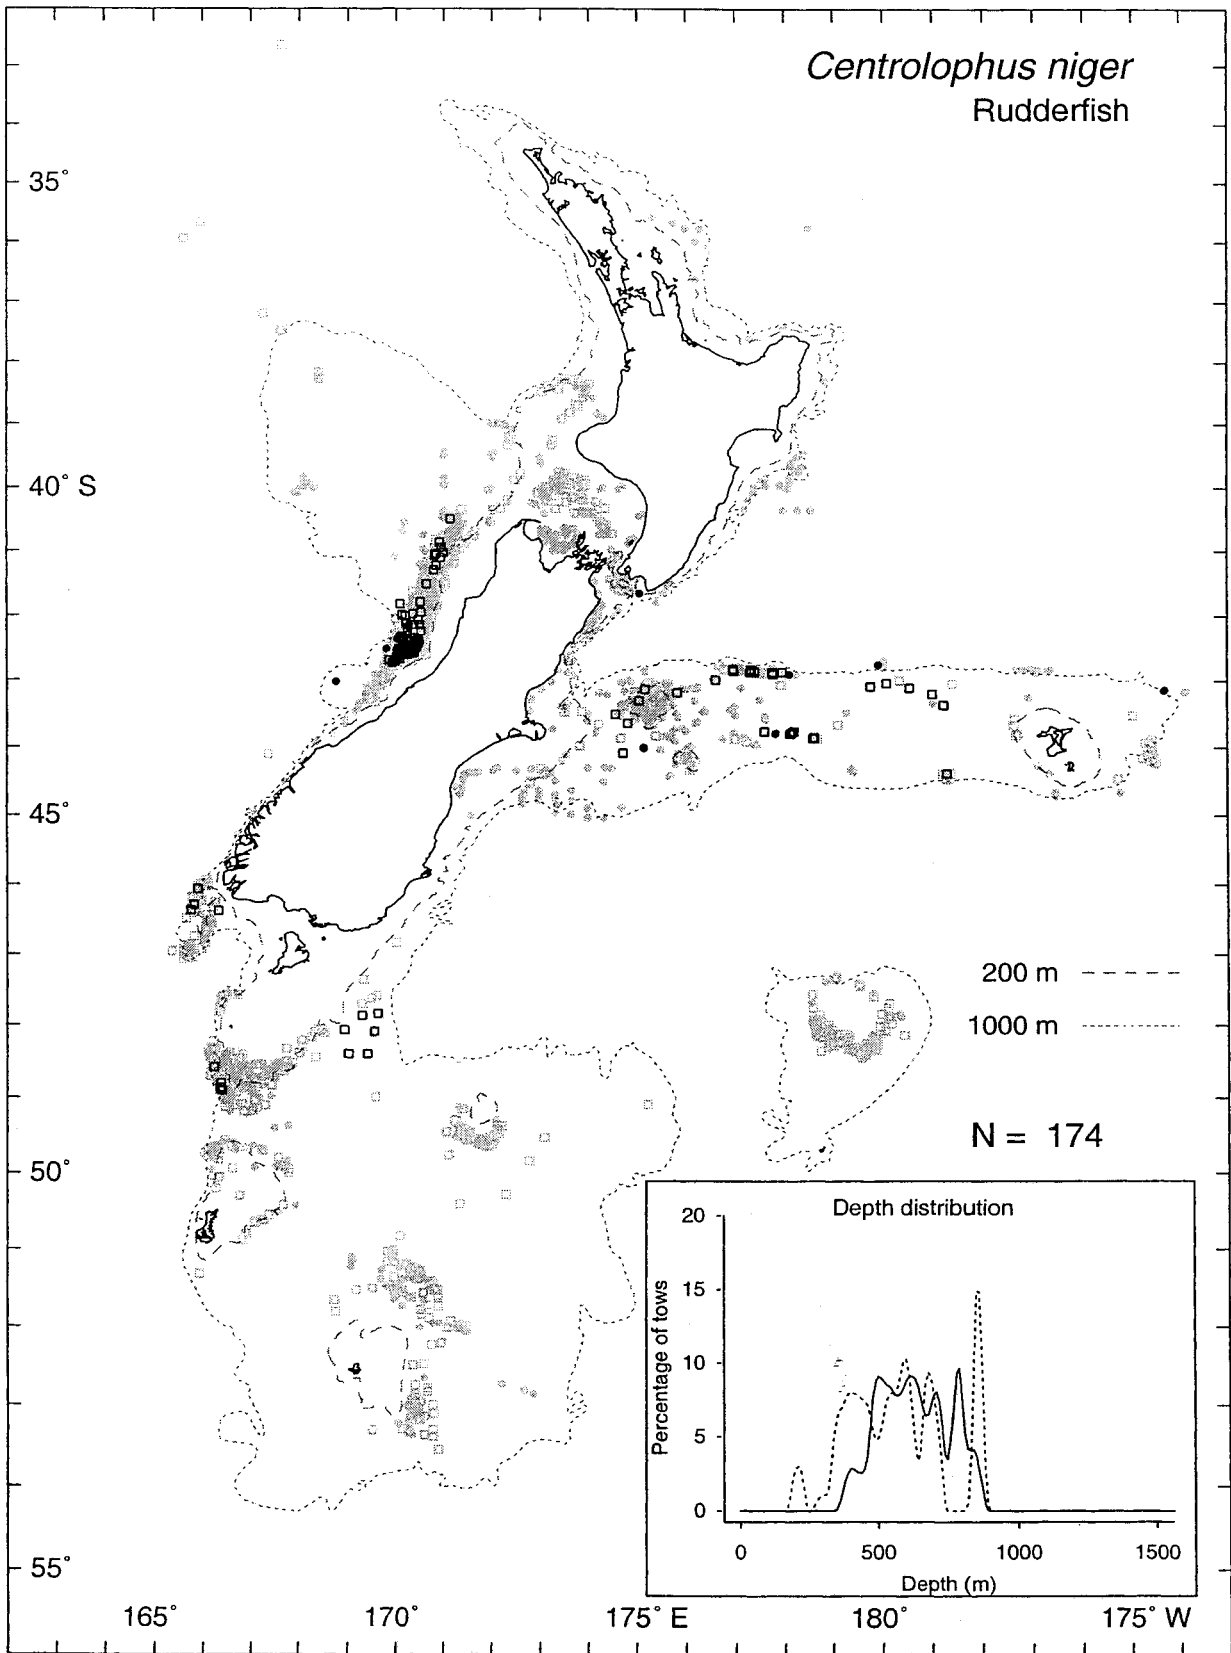 Centrolophus niger
Rudderfish
35°
40° S
45°
50°
55°
165°
170°
175° E
180°
175° W
200 m
1000 m
N = 174
Depth distribution
Percentage of tows
20
15
10
5
0
0
500
1000
1500
Depth (m)